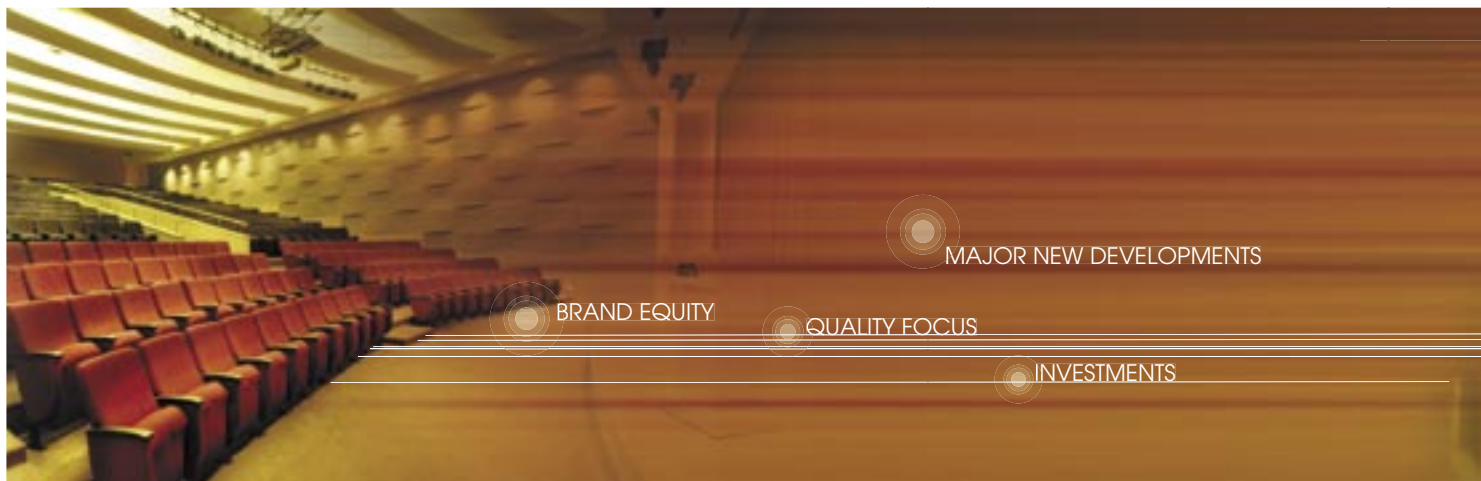 MAJOR NEW DEVELOPMENTS
BRAND EQUITY
QUALITY FOCUS
INVESTMENTS